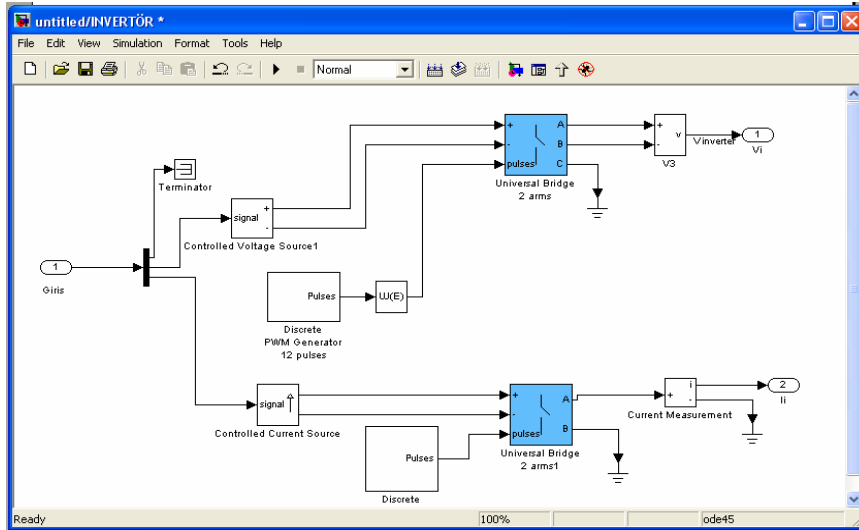 untitled/INVERTÖR *
File Edit View Simulation Format Tools Help
Normal
+ A
- B
pulses C
Universal Bridge
2 arms
+ v
-
V3
Vinverter
1
Vi
Terminator
signal + -
Controlled Voltage Source1
1
Giris
Pulses
Discrete
PWM Generator
12 pulses
U(E)
signal
Controlled Current Source
+ A
- B
pulses
Universal Bridge
2 arms1
+ i -
Current Measurement
2
Ii
Pulses
Discrete
Ready 100% ode45